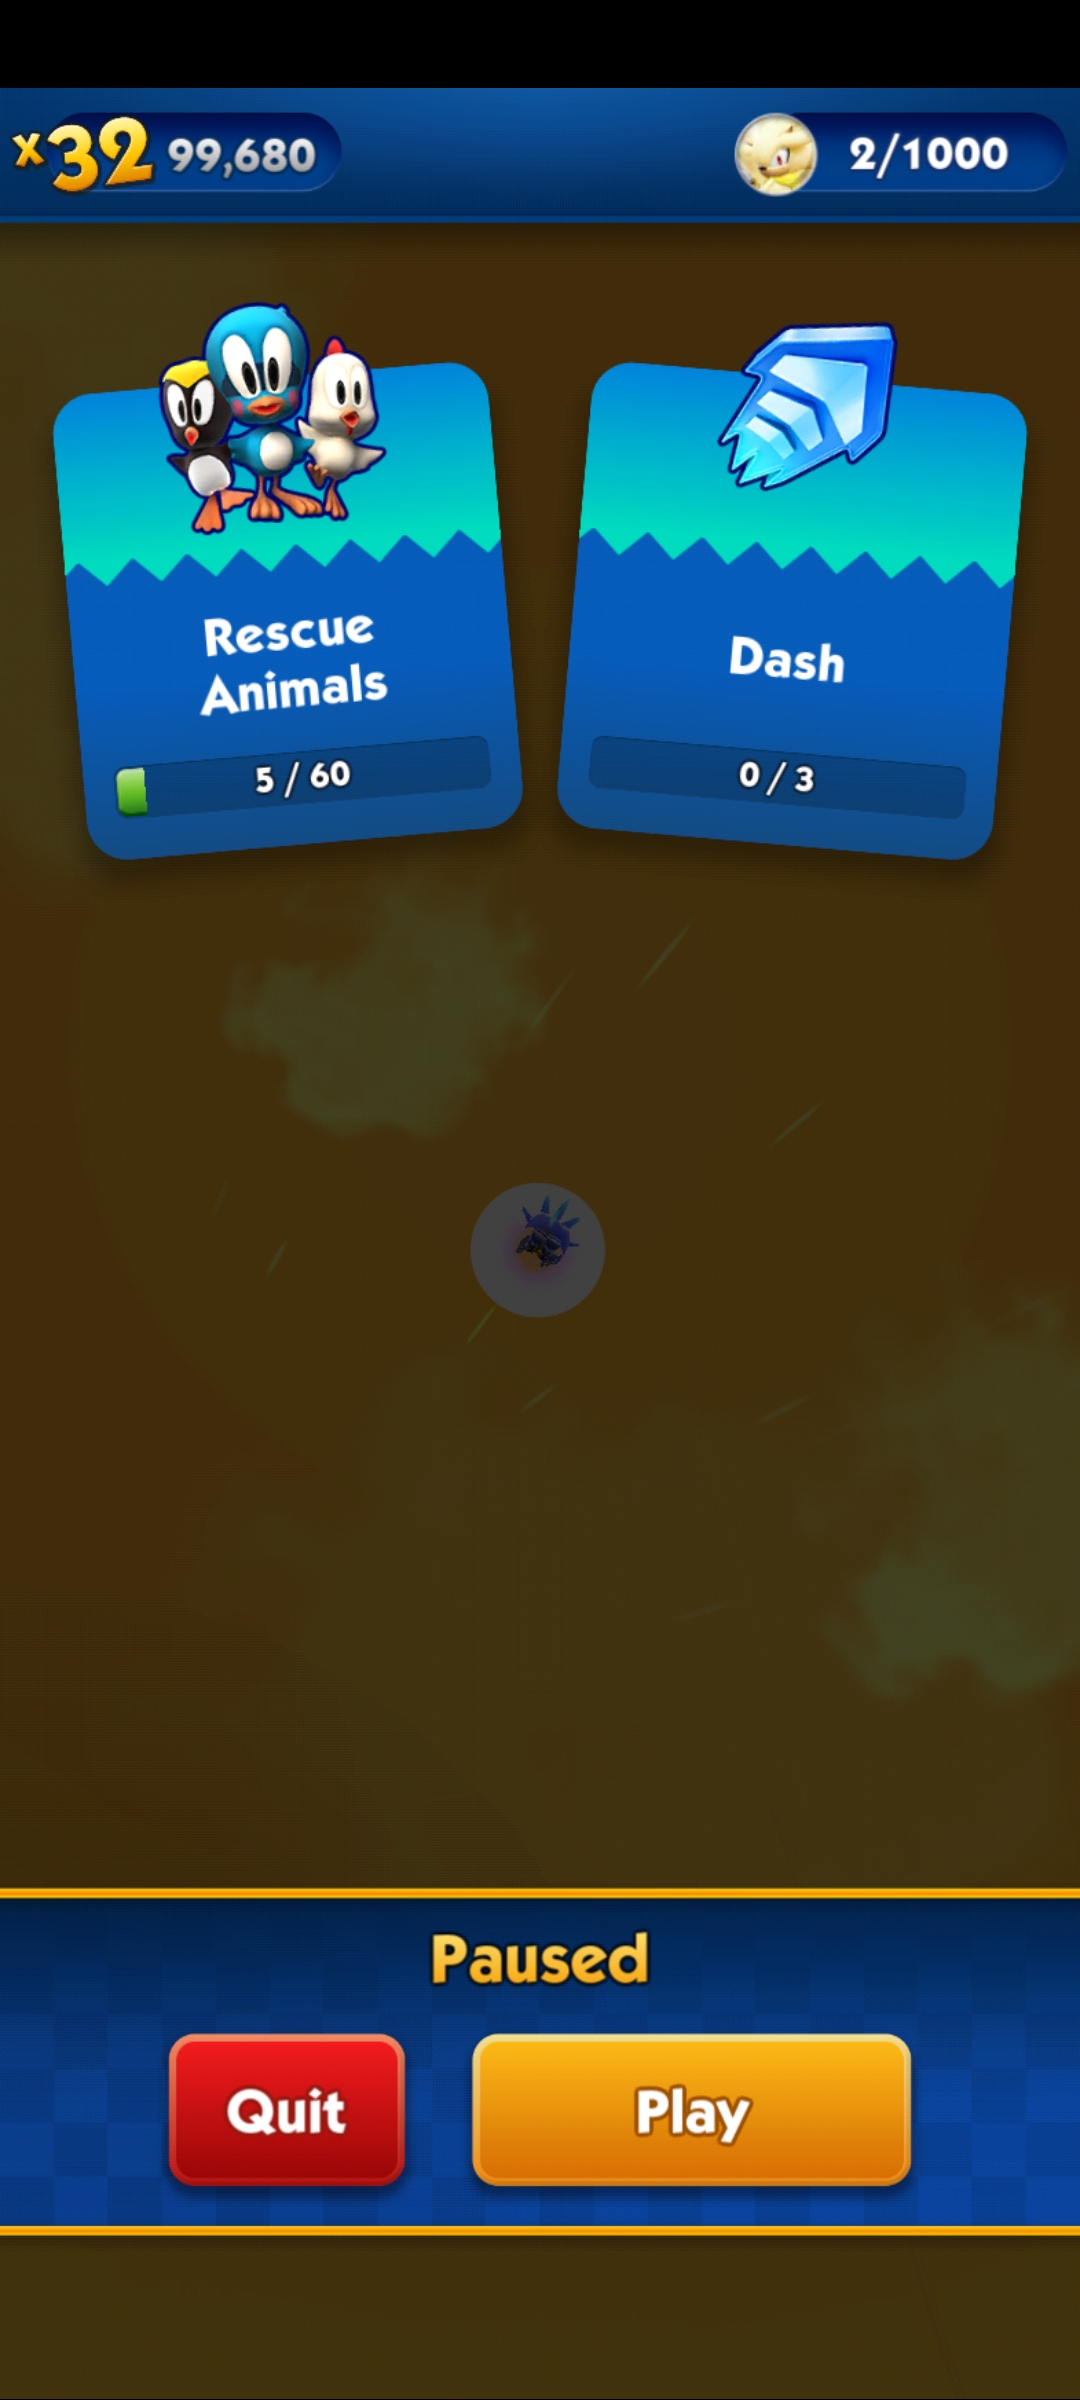 x32 99,680
2/1000
Rescue
Animals
5 / 60
Dash
0 / 3
Paused
Quit
Play